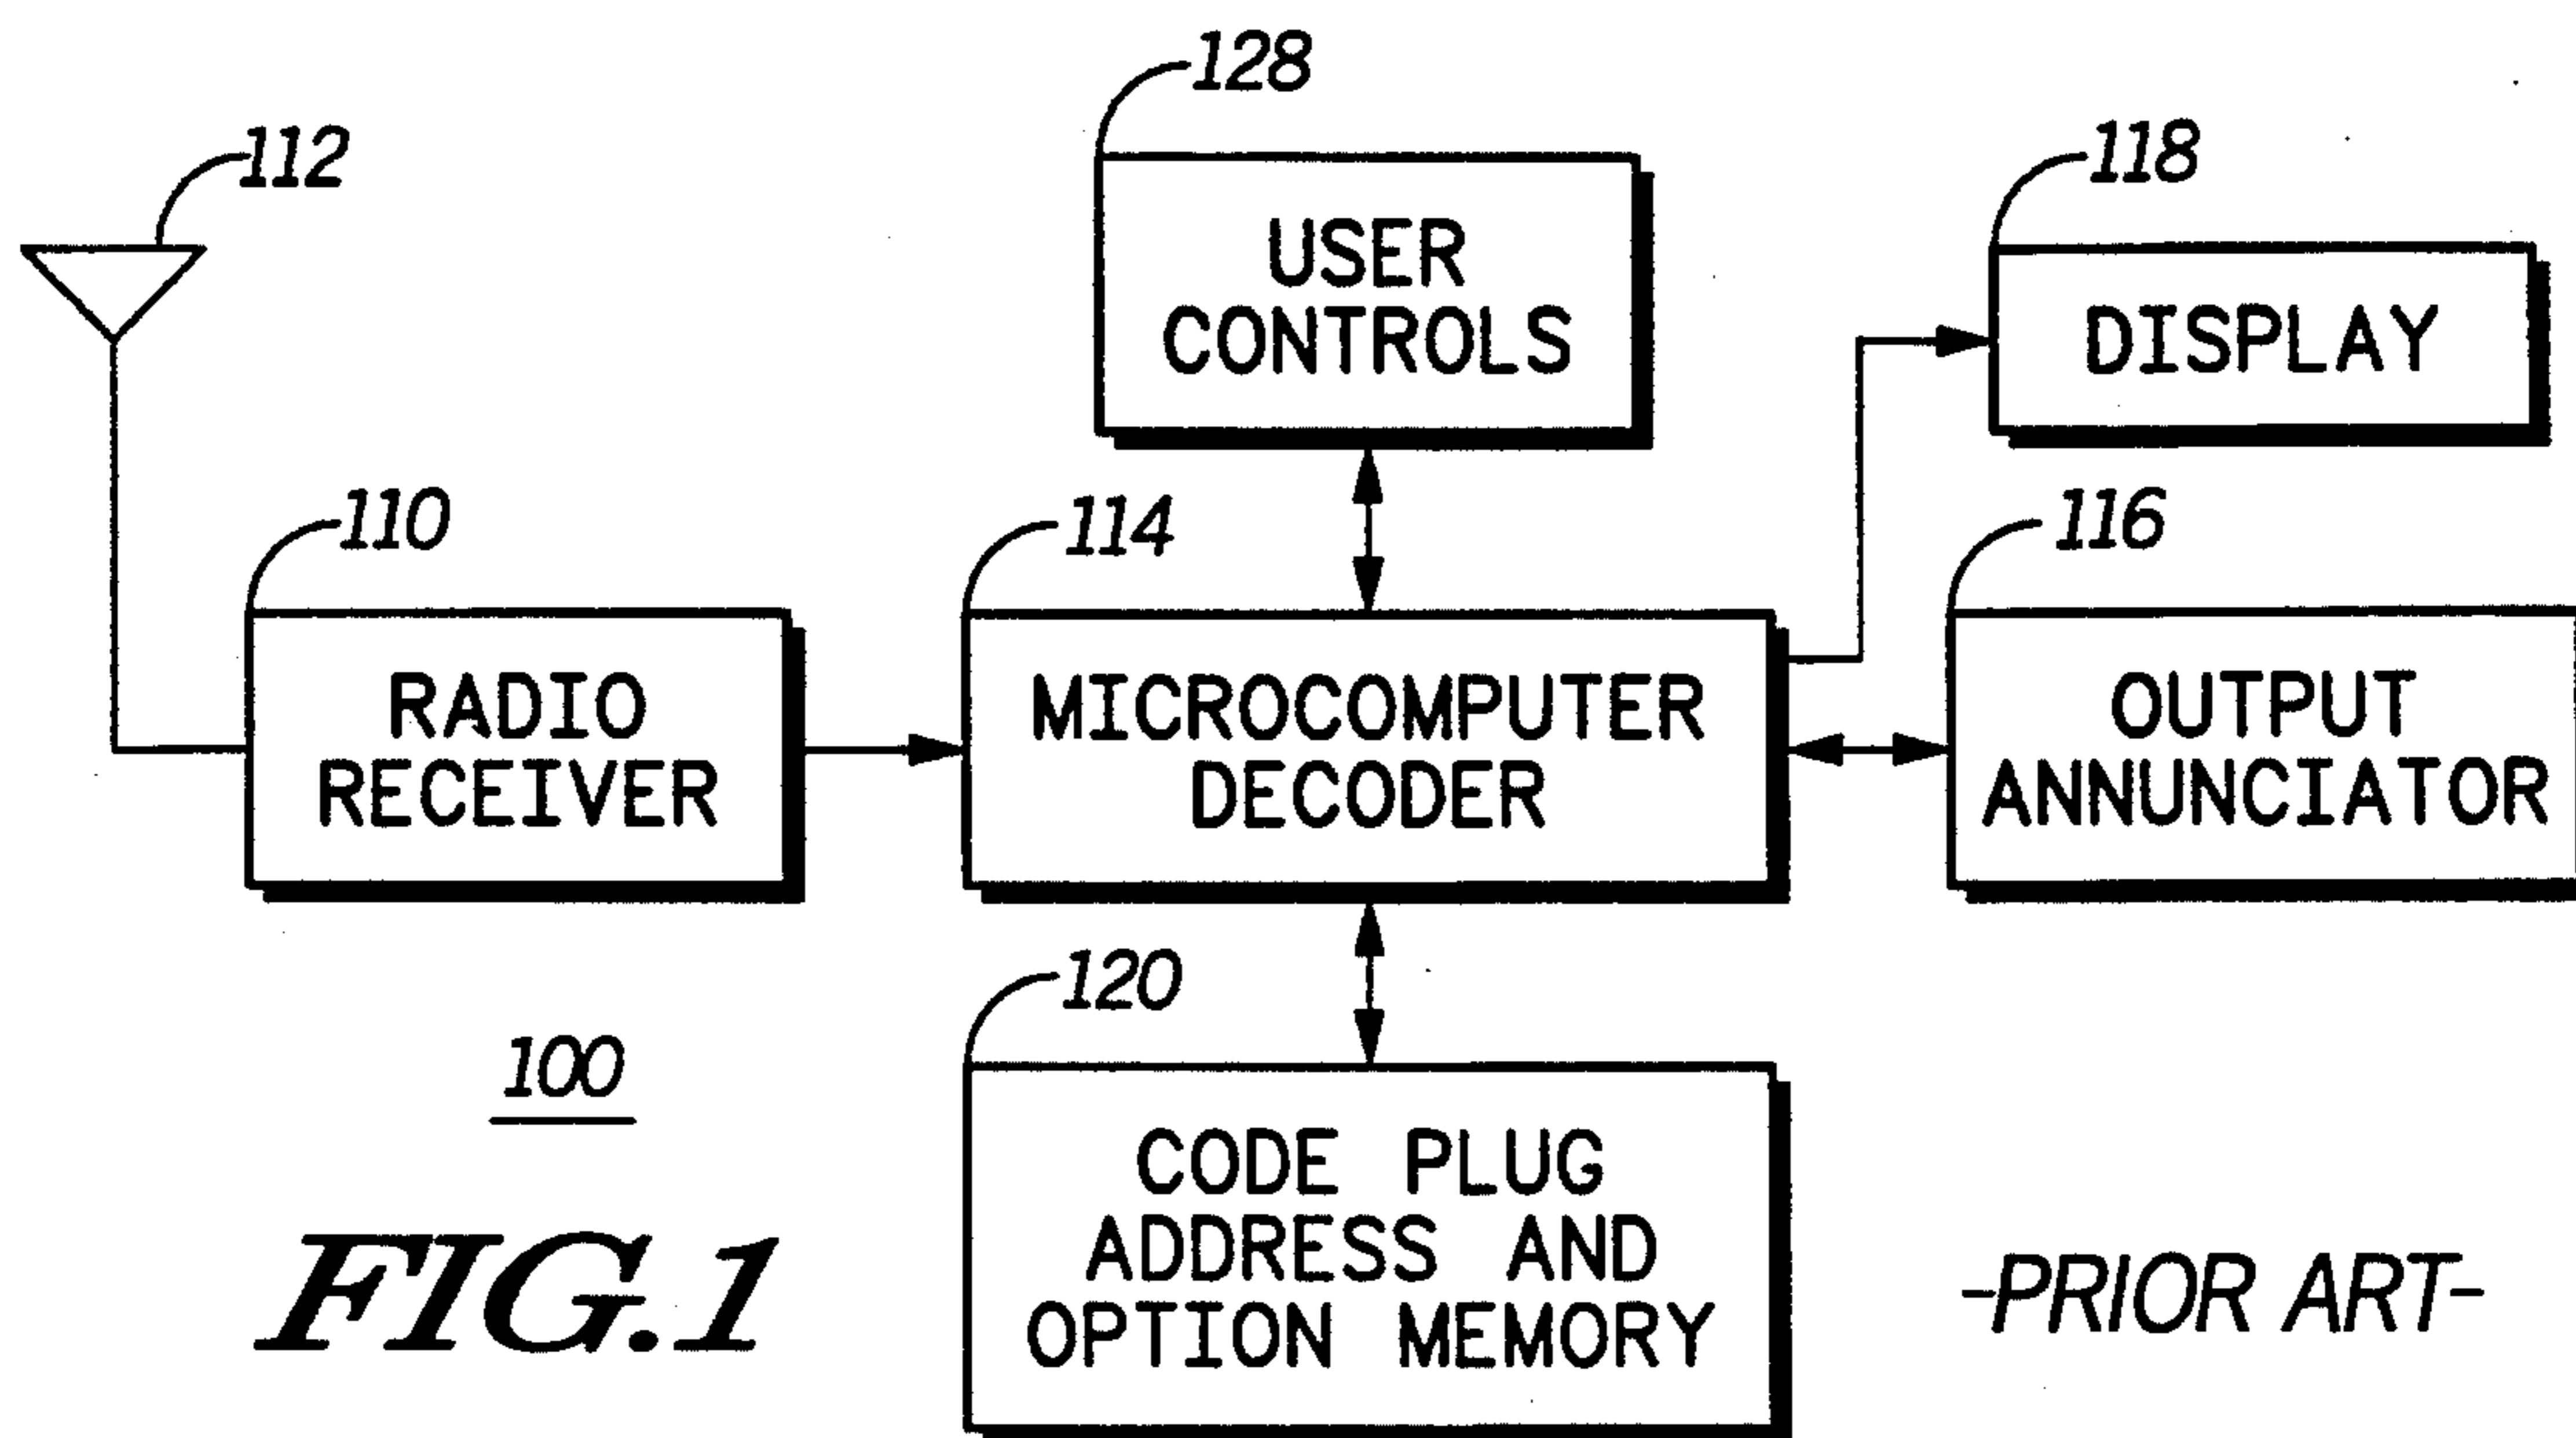 128
112
118
USER
CONTROLS
DISPLAY
110
114
116
RADIO
RECEIVER
MICROCOMPUTER
DECODER
OUTPUT
ANNUNCIATOR
120
100
CODE PLUG
ADDRESS AND
OPTION MEMORY
FIG.1
-PRIOR ART-